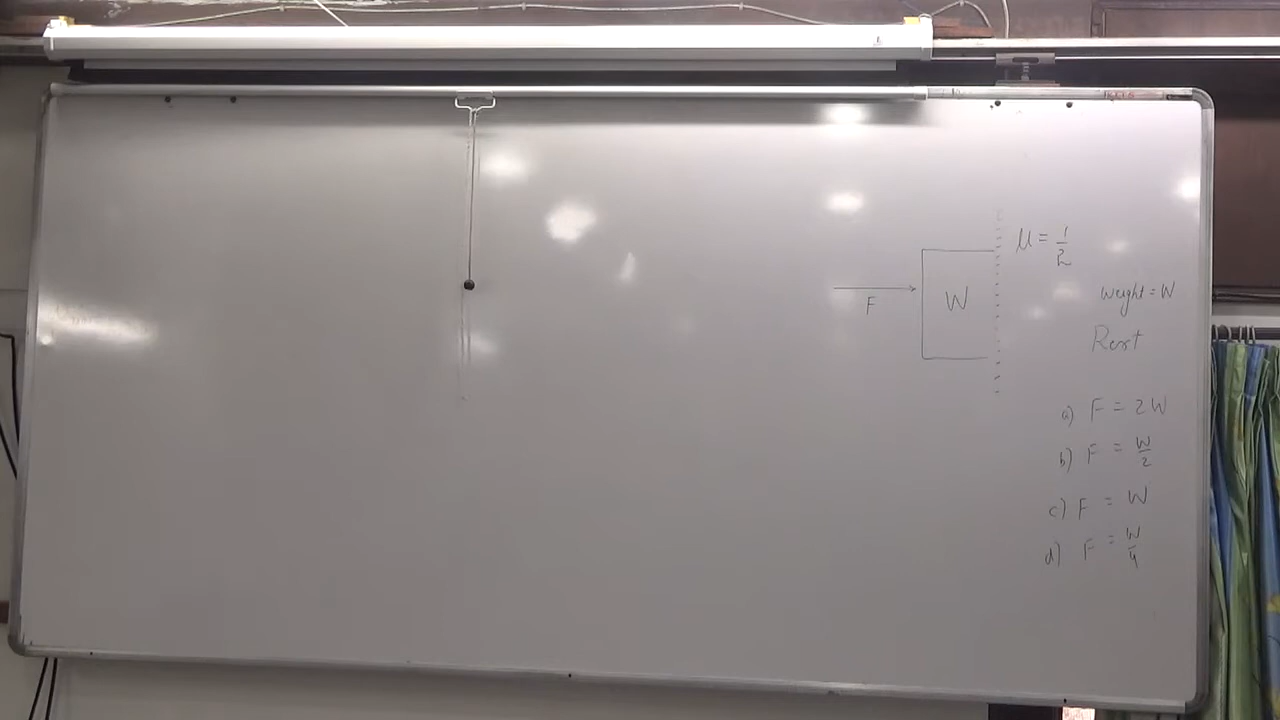 μ = 1/2
F
W
weight = W
Rest
a) F = 2W
b) F = W/2
c) F = W
d) F = W/4